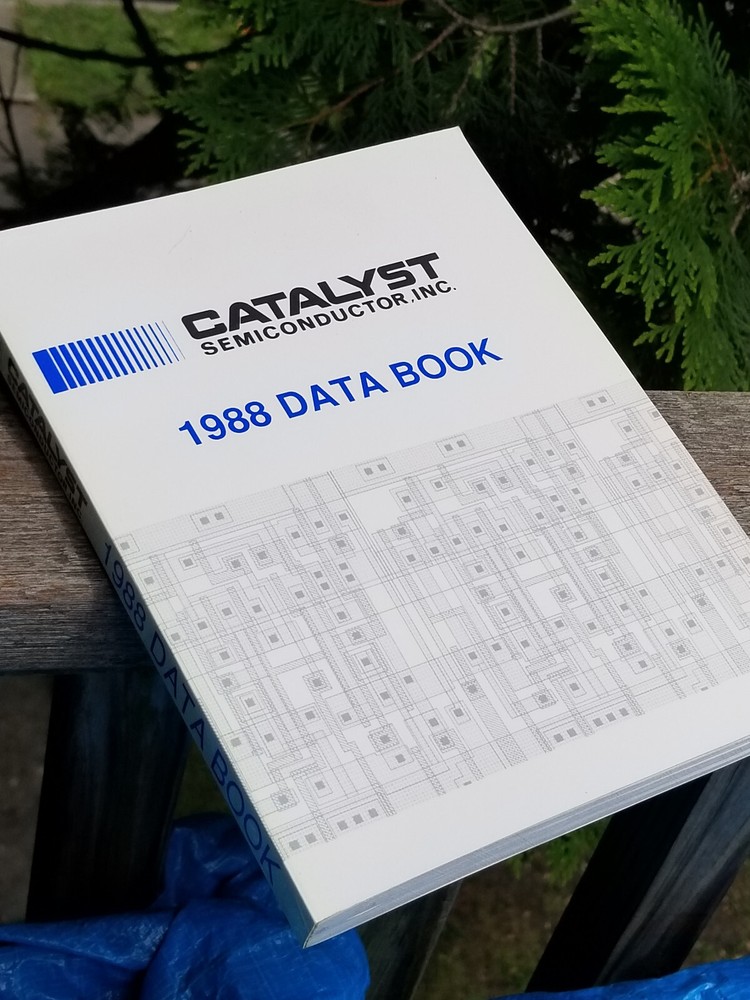 CATALYST
SEMICONDUCTOR, INC.
1988 DATA BOOK
CATALYST
1988 DATA BOOK